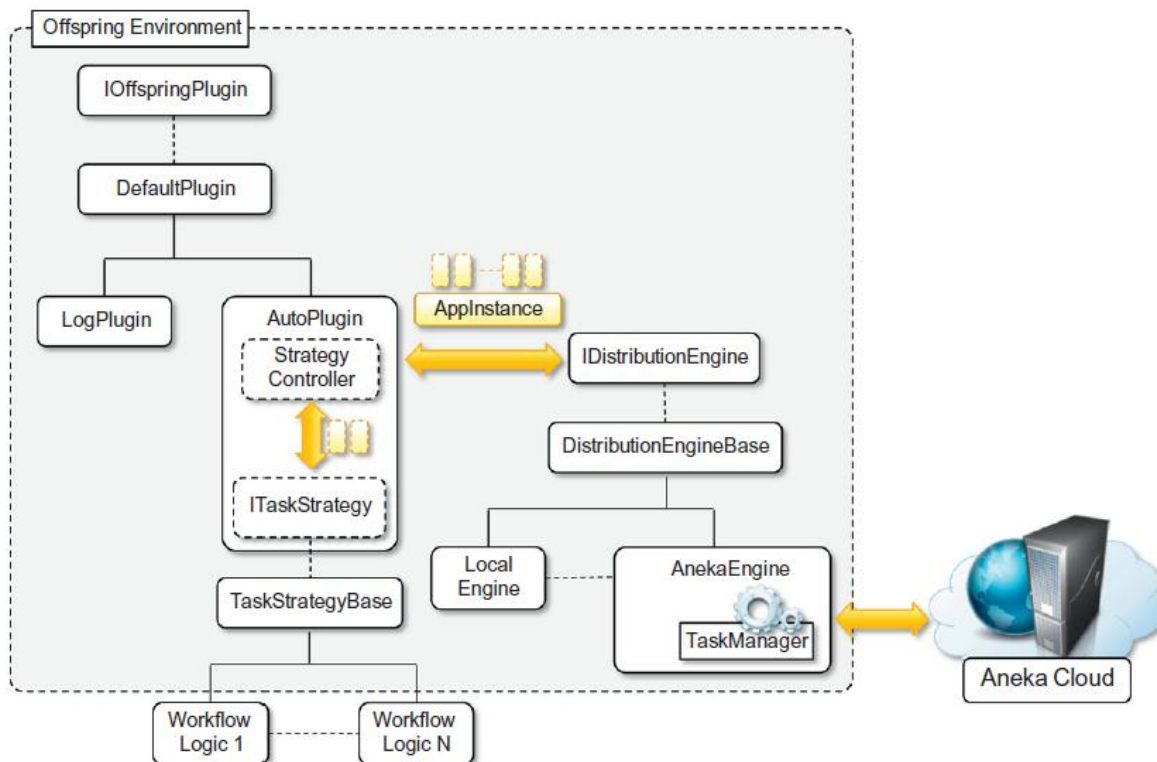 Offspring Environment
IOffspringPlugin
DefaultPlugin
LogPlugin
AutoPlugin
Strategy
Controller
ITaskStrategy
AppInstance
IDistributionEngine
DistributionEngineBase
Local
Engine
AnekaEngine
TaskManager
TaskStrategyBase
Workflow
Logic 1
Workflow
Logic N
Aneka Cloud